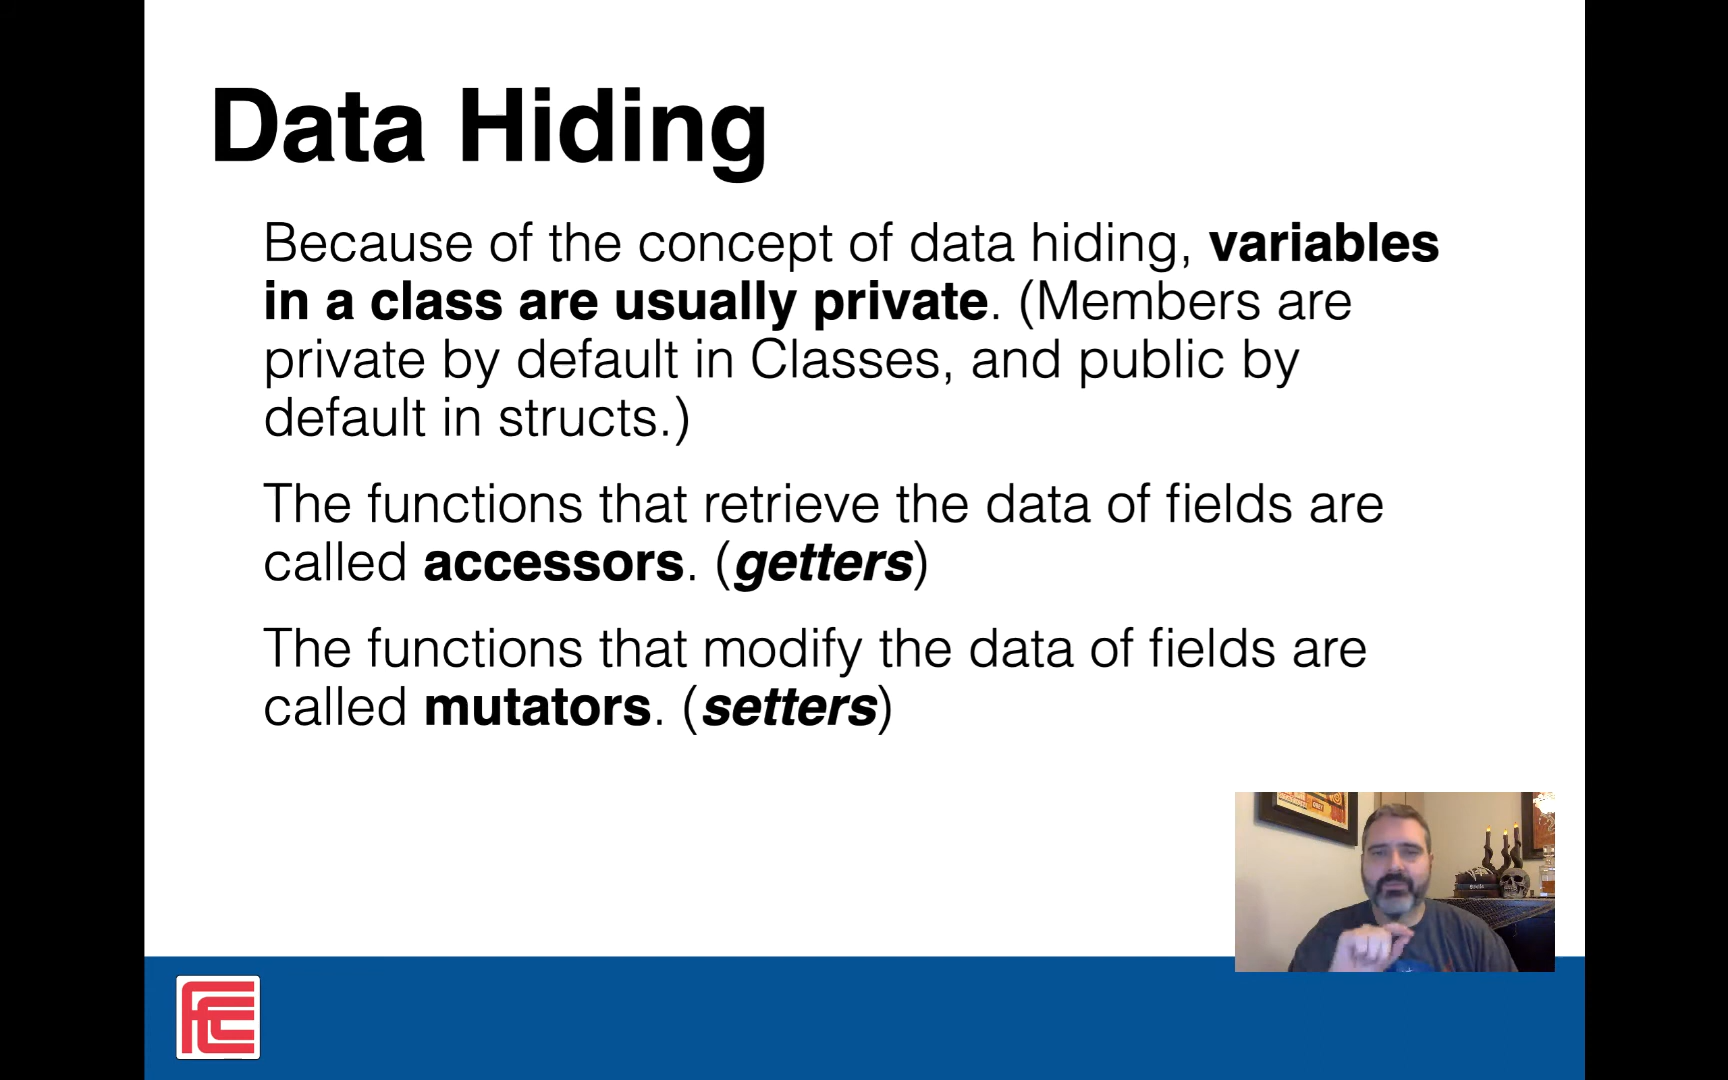 Data Hiding
Because of the concept of data hiding, variables
in a class are usually private. (Members are
private by default in Classes, and public by
default in structs.)
The functions that retrieve the data of fields are
called accessors. (getters)
The functions that modify the data of fields are
called mutators. (setters)